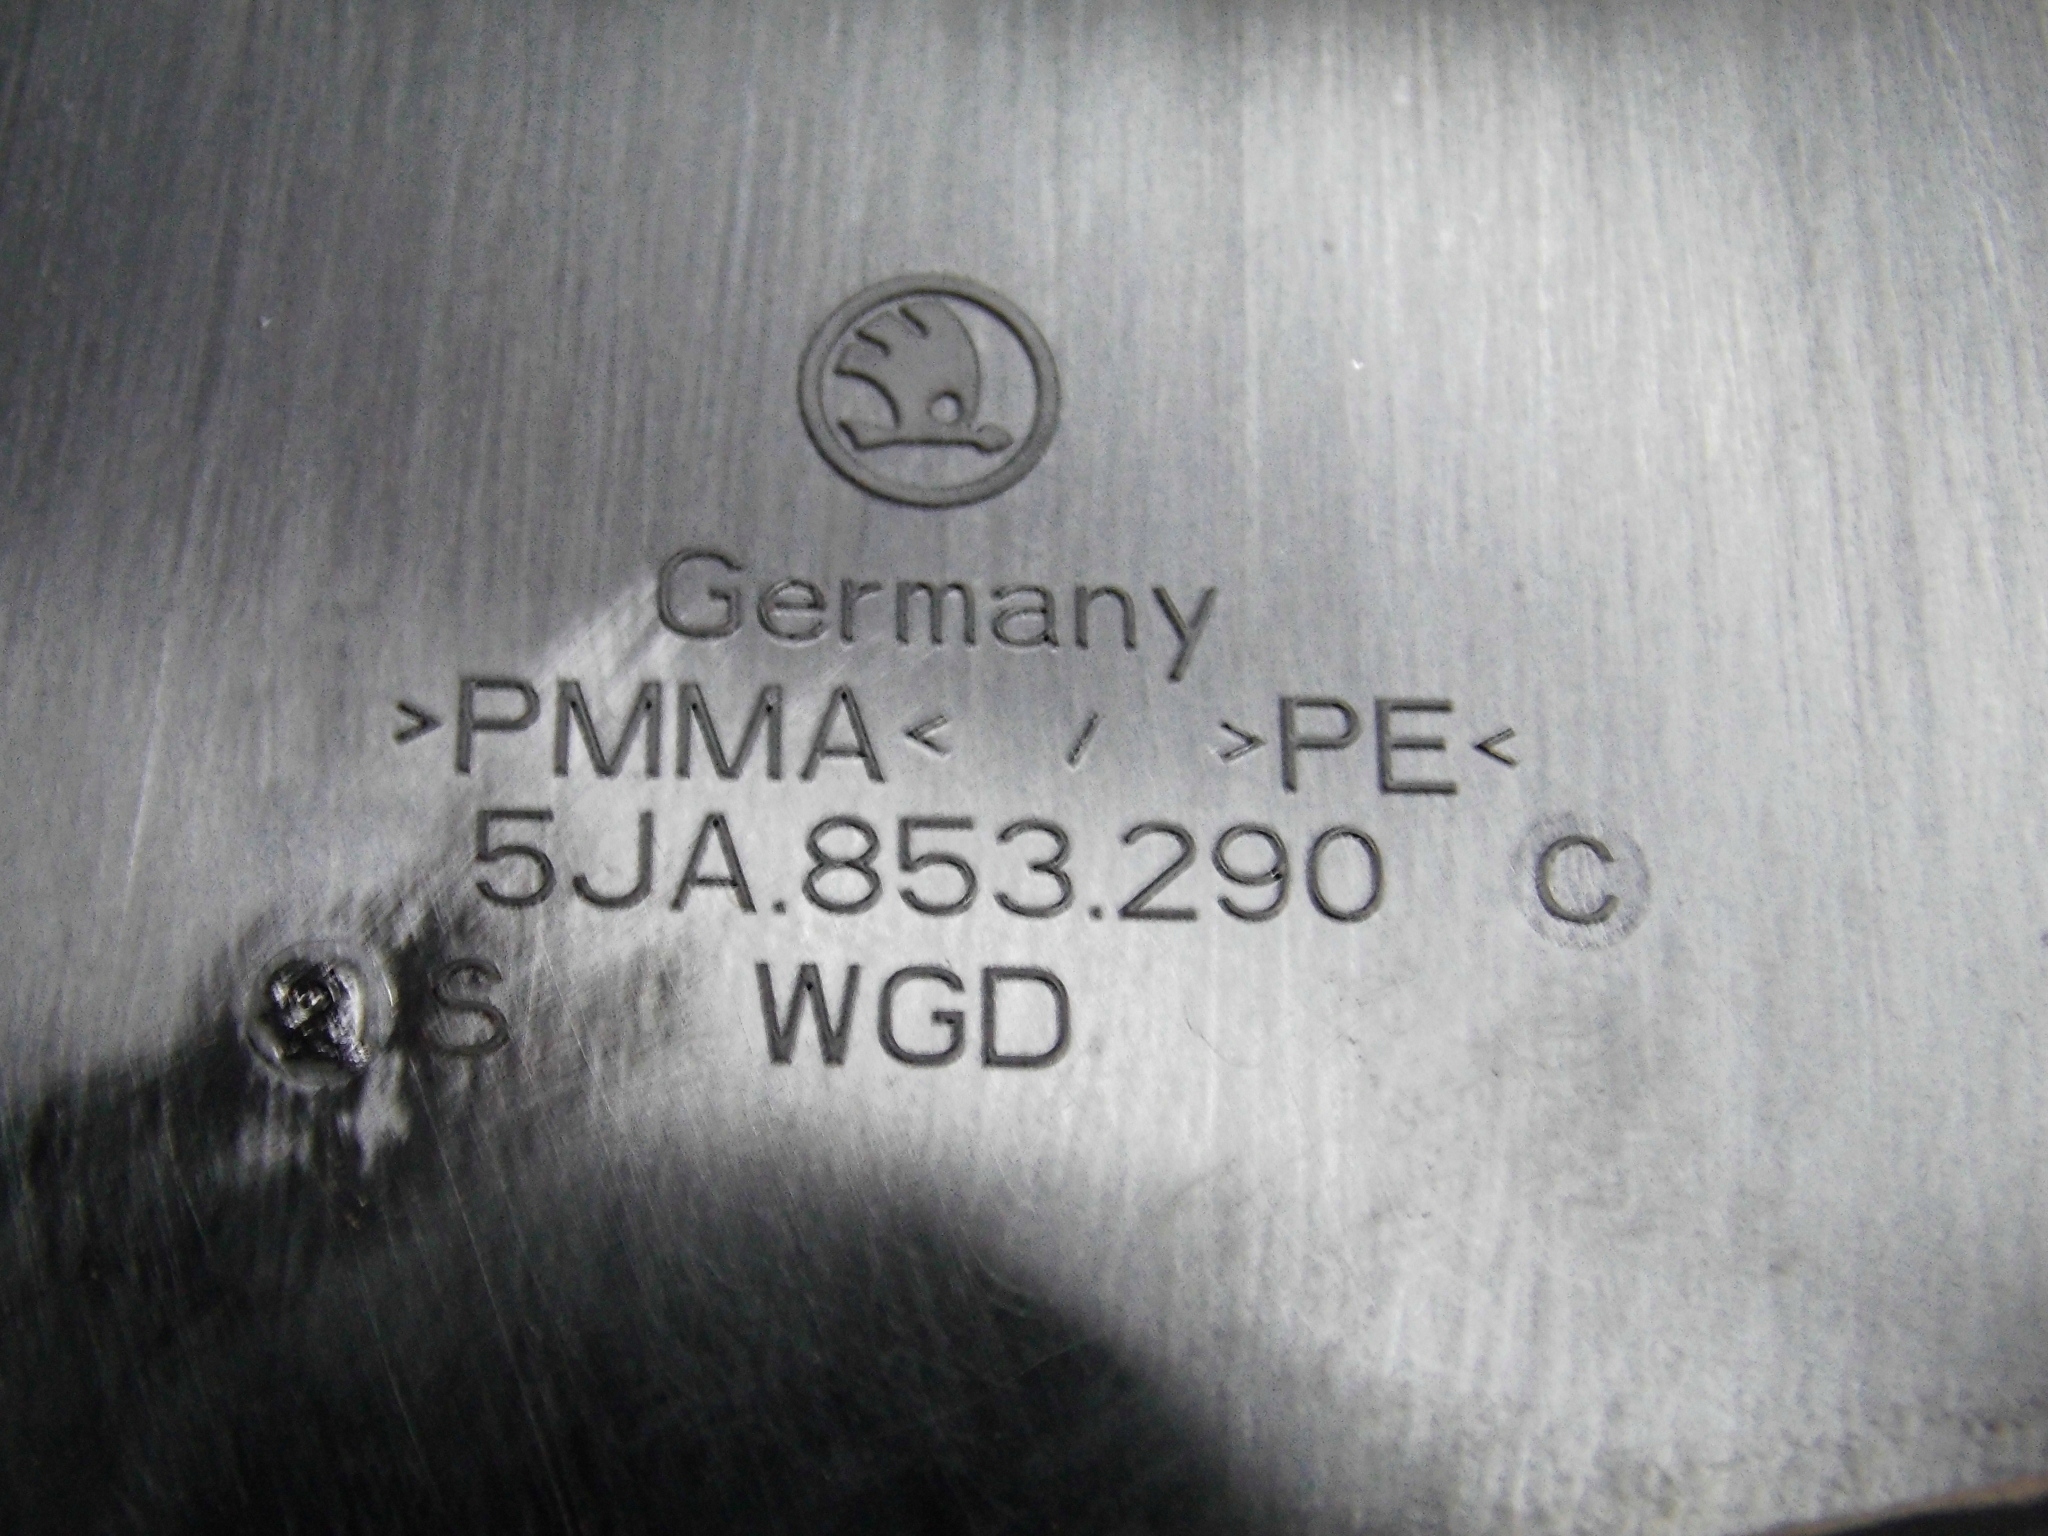 Germany
>PMMA< / >PE<
5JA.853.290 C
S WGD